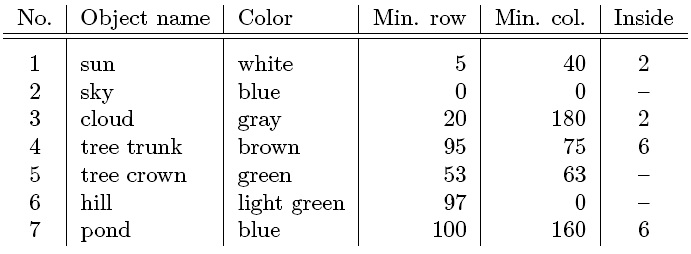 No. Object name Color Min. row Min. col. Inside
1 sun white 5 40 2
2 sky blue 0 0 –
3 cloud gray 20 180 2
4 tree trunk brown 95 75 6
5 tree crown green 53 63 –
6 hill light green 97 0 –
7 pond blue 100 160 6